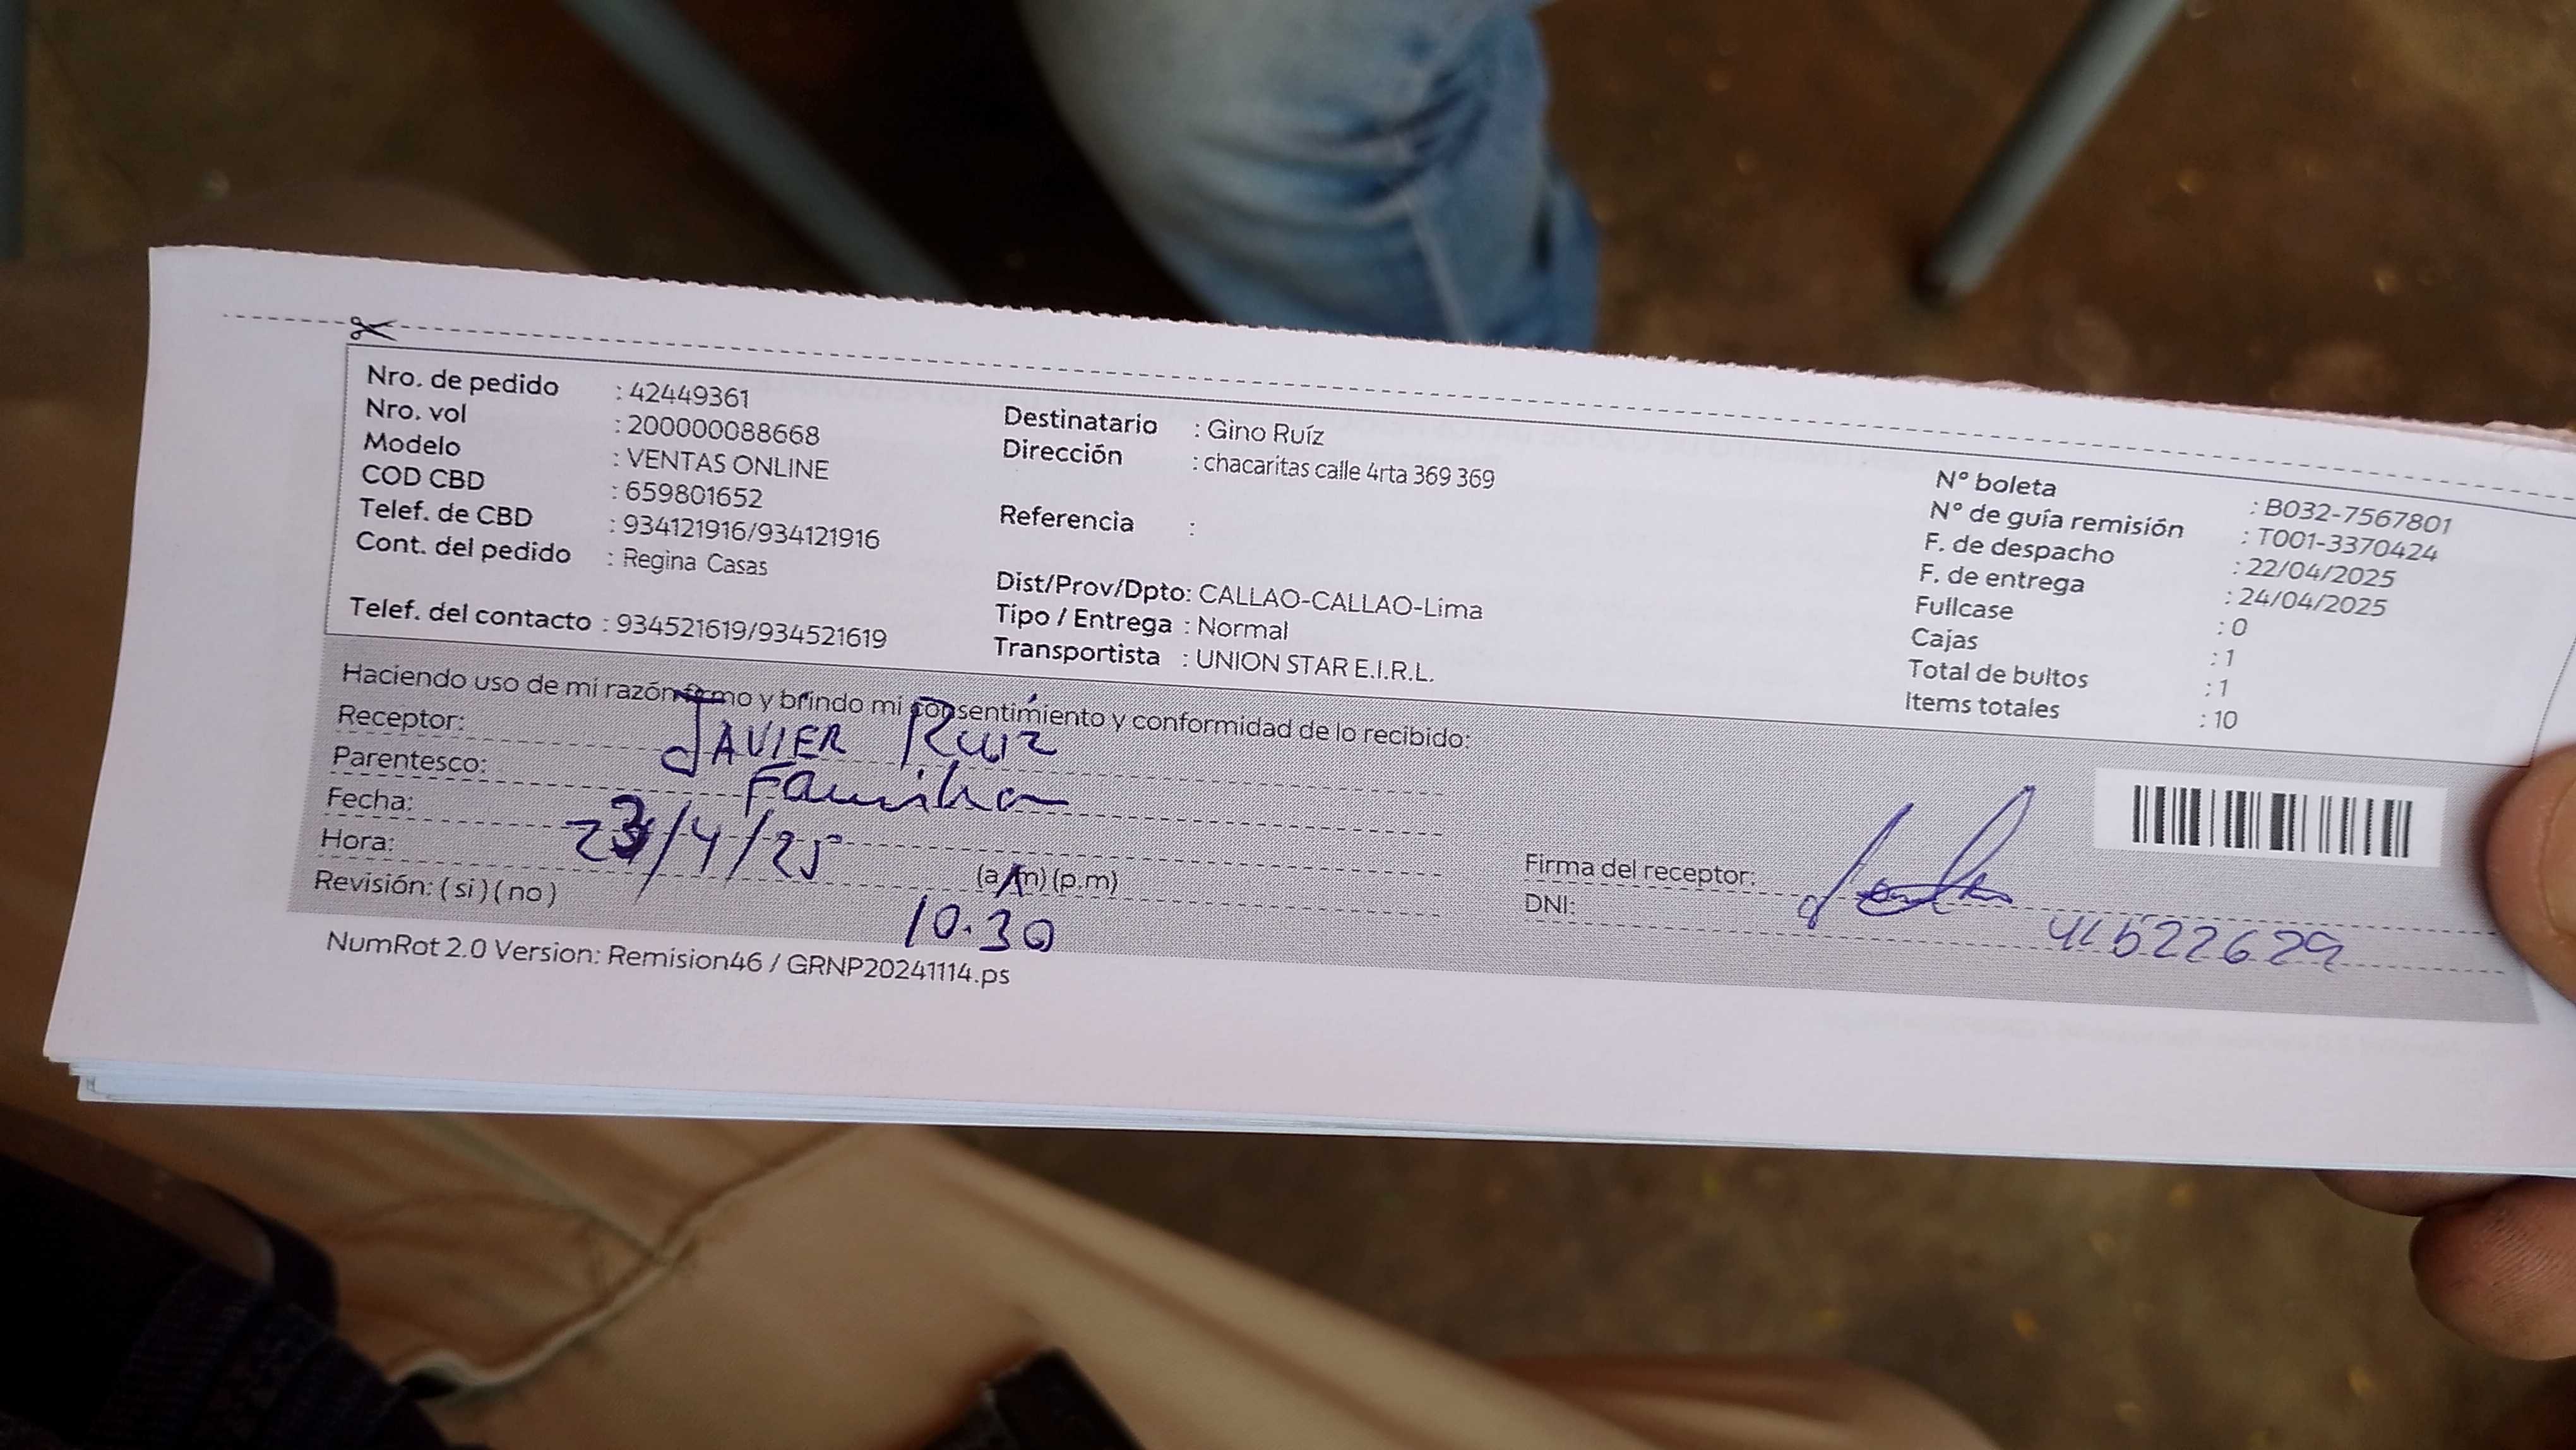 Nro. de pedido : 42449361
Nro. vol : 200000088668
Modelo : VENTAS ONLINE
COD CBD : 659801652
Telef. de CBD : 934121916/934121916
Cont. del pedido : Regina Casas
Telef. del contacto : 934521619/934521619
Destinatario : Gino Ruíz
Dirección : chacaritas calle 4rta 369 369
Referencia :
Dist/Prov/Dpto: CALLAO-CALLAO-Lima
Tipo / Entrega : Normal
Transportista : UNION STAR E.I.R.L.
N° boleta : B032-7567801
N° de guía remisión : T001-3370424
F. de despacho : 22/04/2025
F. de entrega : 24/04/2025
Fullcase : 0
Cajas : 1
Total de bultos : 1
Items totales : 10
Haciendo uso de mi razón firmo y brindo mi consentimiento y conformidad de lo recibido:
Receptor: JAVIER RUIZ
Parentesco: Familia
Fecha: 23/4/25
Hora: 10.30 (a.m) (p.m)
Revisión: ( si ) ( no )
Firma del receptor:
DNI:
NumRot 2.0 Version: Remision46 / GRNP20241114.ps